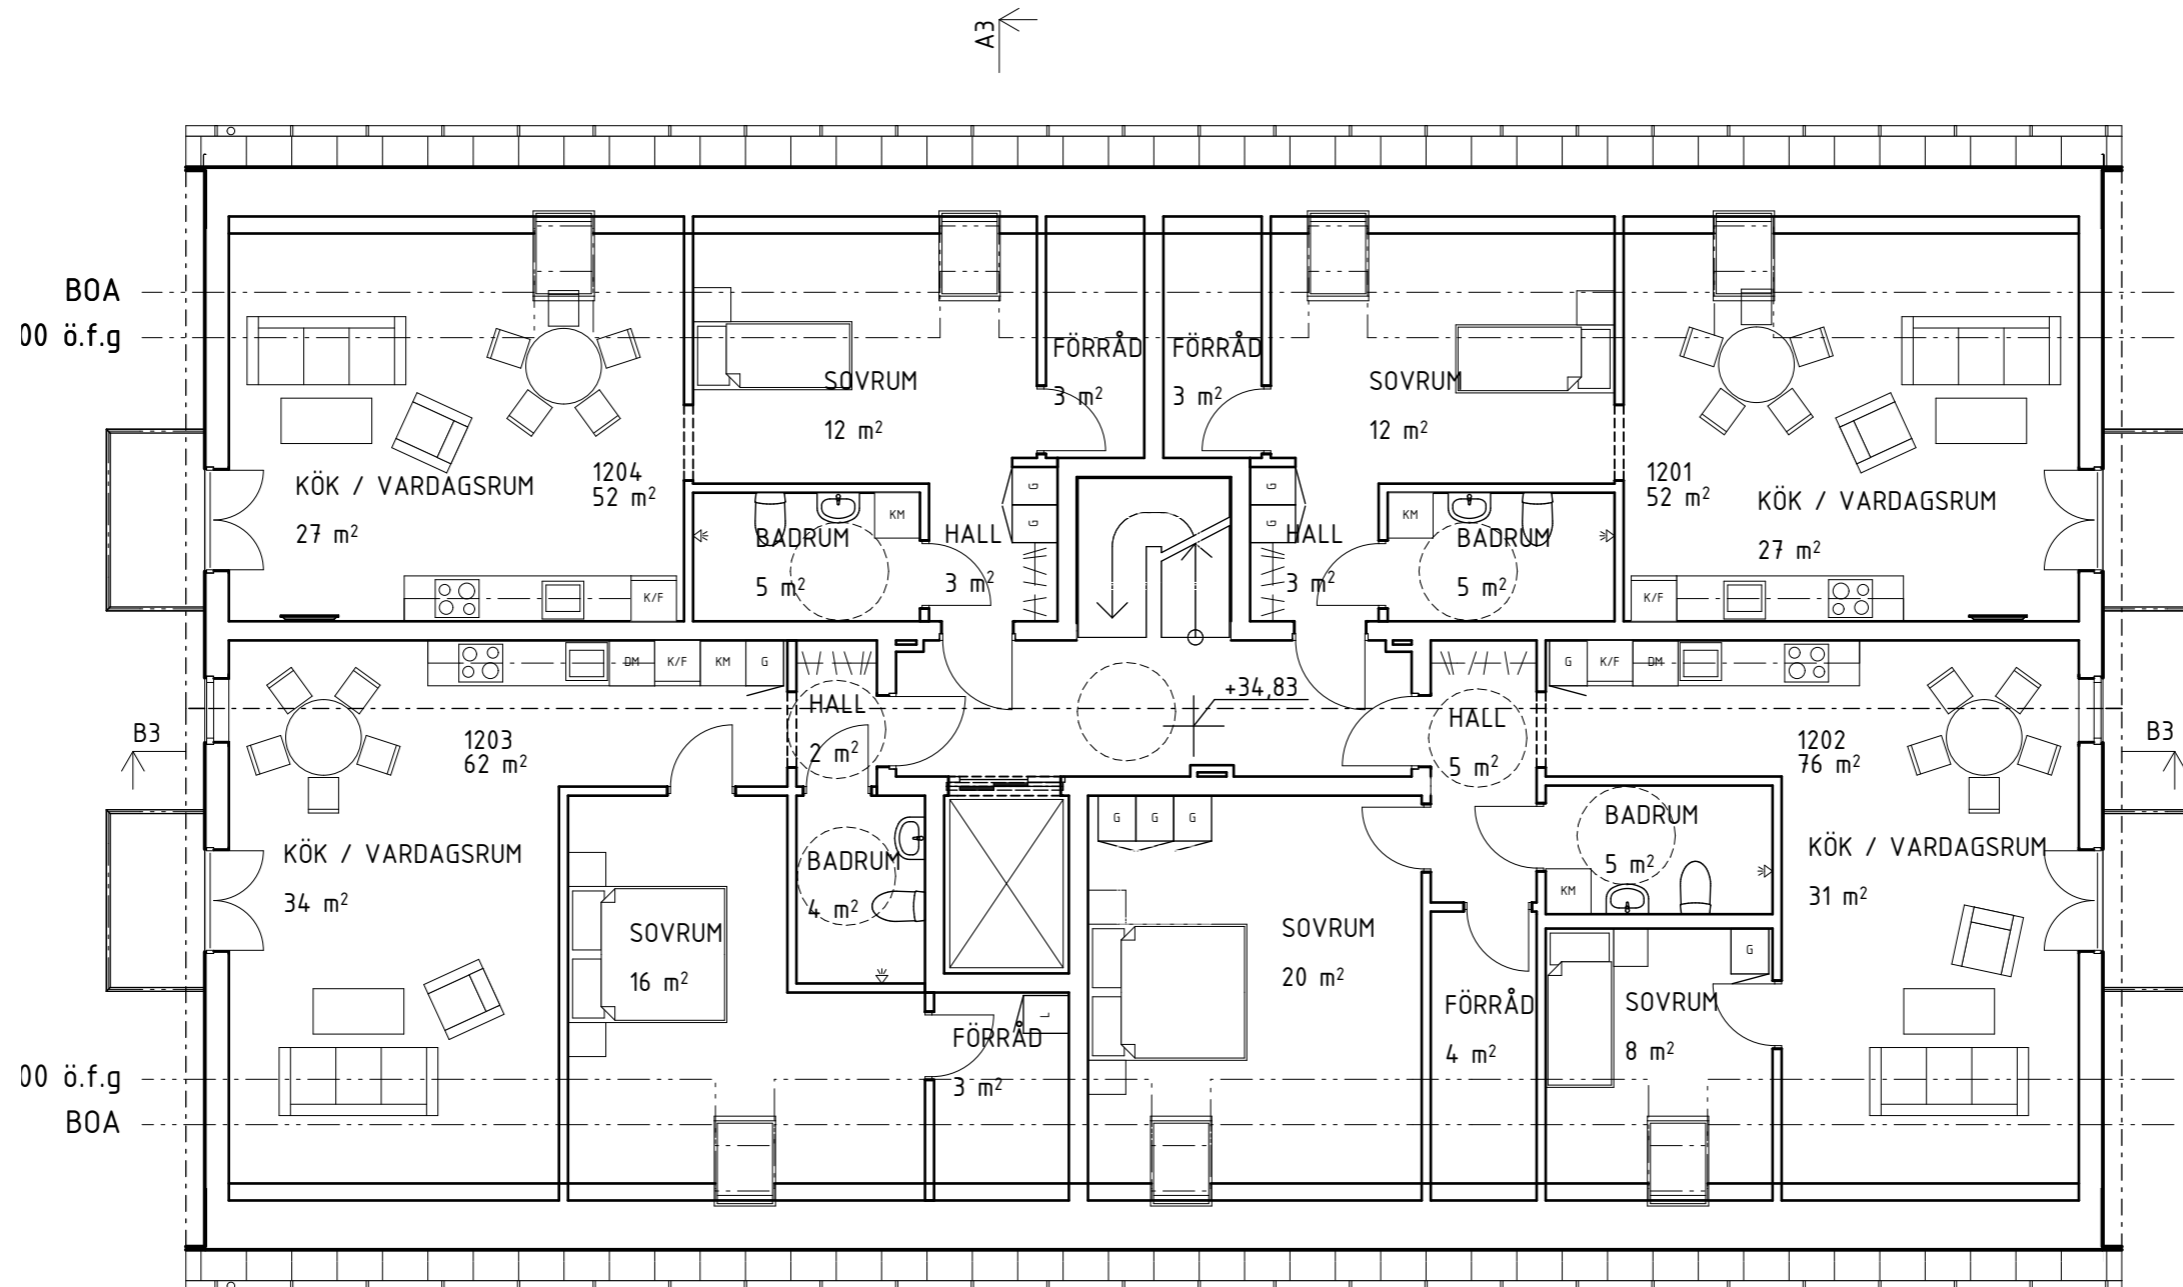 A3
BOA
00 ö.f.g
FÖRRÅD
3 m²
FÖRRÅD
3 m²
SOVRUM
12 m²
SOVRUM
12 m²
1204
52 m²
KÖK / VARDAGSRUM
27 m²
1201
52 m²
KÖK / VARDAGSRUM
27 m²
G
G
KM
BADRUM
5 m²
HALL
3 m²
G
G
HALL
3 m²
KM
BADRUM
5 m²
K/F
K/F
DM
K/F
KM
G
G
K/F
DM
HALL
2 m²
+34,83
HALL
5 m²
B3
1203
62 m²
1202
76 m²
B3
KÖK / VARDAGSRUM
34 m²
BADRUM
4 m²
G
G
G
BADRUM
5 m²
KM
KÖK / VARDAGSRUM
31 m²
SOVRUM
16 m²
SOVRUM
20 m²
G
FÖRRÅD
4 m²
SOVRUM
8 m²
L
FÖRRÅD
3 m²
00 ö.f.g
BOA